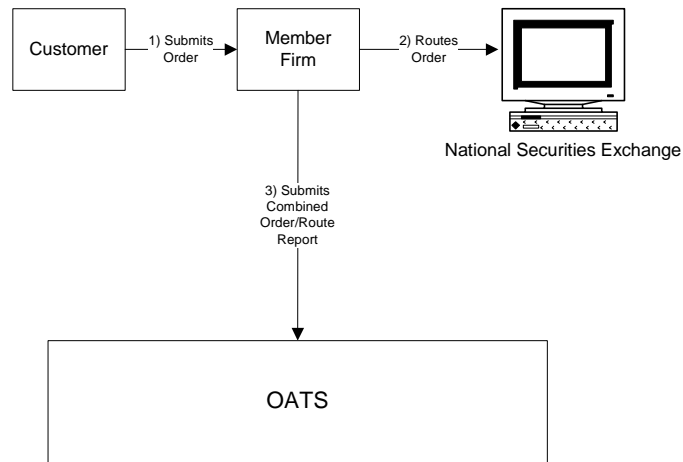 Customer
1) Submits
Order
Member
Firm
2) Routes
Order
National Securities Exchange
3) Submits
Combined
Order/Route
Report
OATS